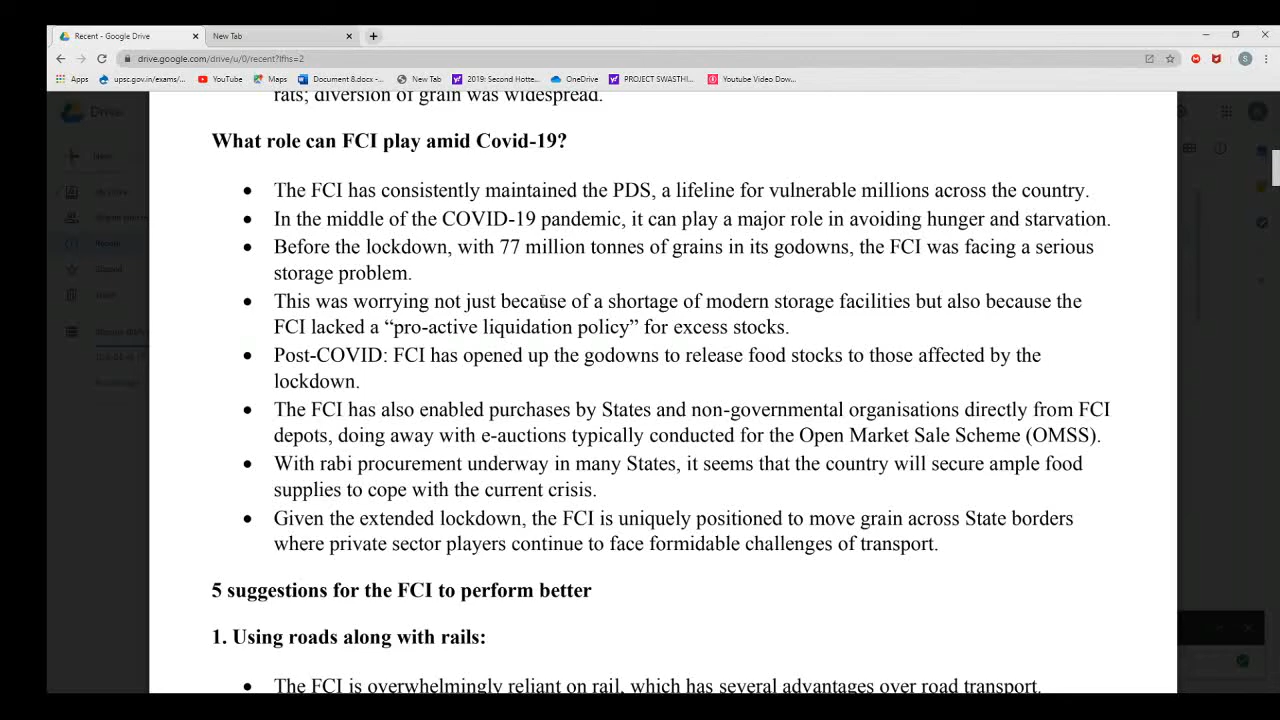 Recent - Google Drive
New Tab
drive.google.com/drive/u/0/recent?lfhs=2
Apps upsc.gov.in/exams/... YouTube Maps Document 8.docx -... New Tab 2019: Second Hotte... OneDrive PROJECT SWASTHI... Youtube Video Dow...
Drive
rats; diversion of grain was widespread.
What role can FCI play amid Covid-19?
• The FCI has consistently maintained the PDS, a lifeline for vulnerable millions across the country.
• In the middle of the COVID-19 pandemic, it can play a major role in avoiding hunger and starvation.
• Before the lockdown, with 77 million tonnes of grains in its godowns, the FCI was facing a serious
storage problem.
• This was worrying not just because of a shortage of modern storage facilities but also because the
FCI lacked a “pro-active liquidation policy” for excess stocks.
• Post-COVID: FCI has opened up the godowns to release food stocks to those affected by the
lockdown.
• The FCI has also enabled purchases by States and non-governmental organisations directly from FCI
depots, doing away with e-auctions typically conducted for the Open Market Sale Scheme (OMSS).
• With rabi procurement underway in many States, it seems that the country will secure ample food
supplies to cope with the current crisis.
• Given the extended lockdown, the FCI is uniquely positioned to move grain across State borders
where private sector players continue to face formidable challenges of transport.
5 suggestions for the FCI to perform better
1. Using roads along with rails:
• The FCI is overwhelmingly reliant on rail, which has several advantages over road transport.